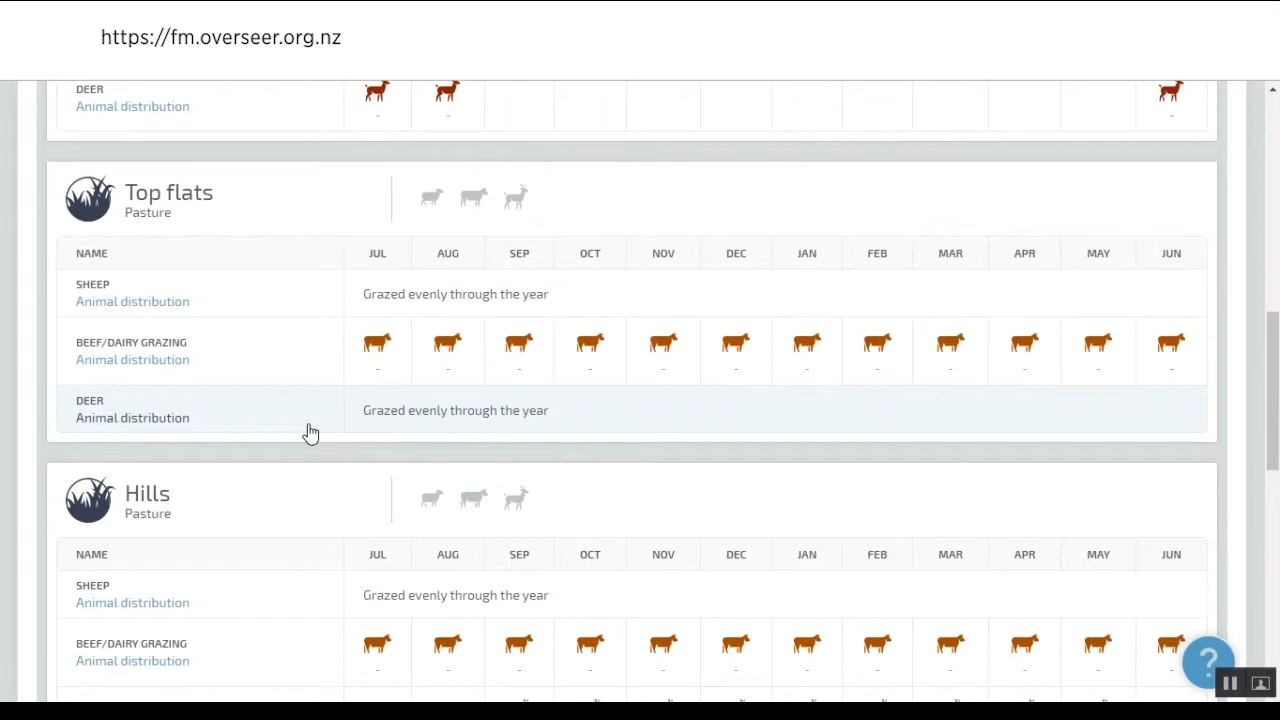 https://fm.overseer.org.nz
DEER
Animal distribution
- - -
Top flats
Pasture
NAME JUL AUG SEP OCT NOV DEC JAN FEB MAR APR MAY JUN
SHEEP
Animal distribution
Grazed evenly through the year
BEEF/DAIRY GRAZING
Animal distribution
- - - - - - - - - - - -
DEER
Animal distribution
Grazed evenly through the year
Hills
Pasture
NAME JUL AUG SEP OCT NOV DEC JAN FEB MAR APR MAY JUN
SHEEP
Animal distribution
Grazed evenly through the year
BEEF/DAIRY GRAZING
Animal distribution
- - - - - - - - - - - -
?